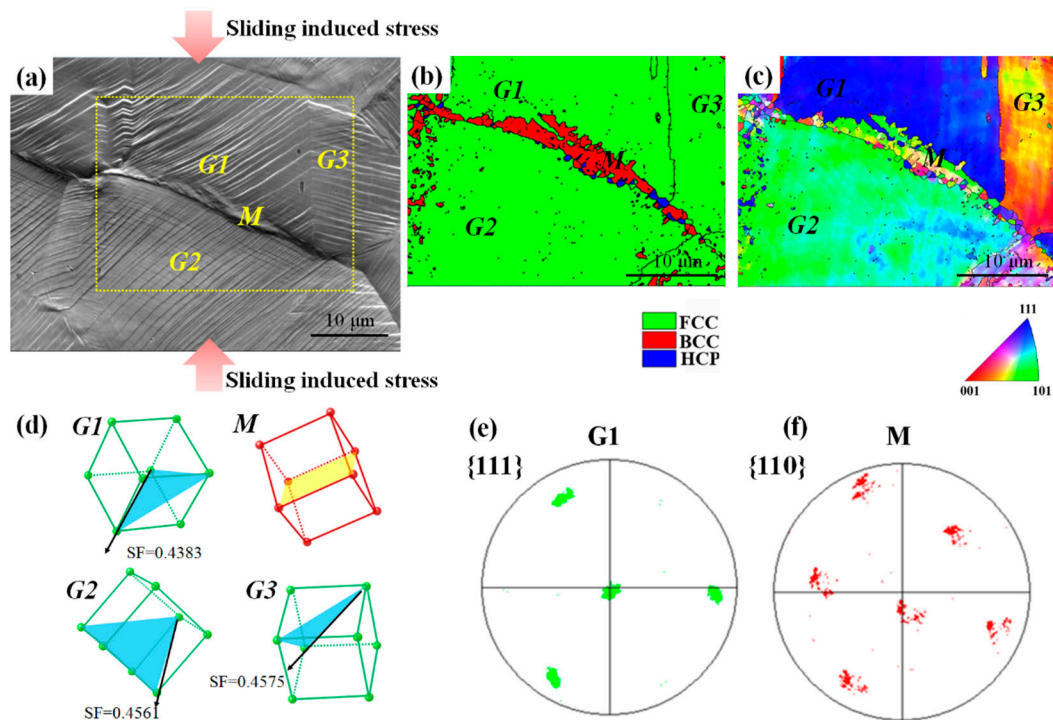 Sliding induced stress
(a)
G1
G3
M
G2
10 μm
Sliding induced stress
(b)
G1
G3
M
G2
10 μm
FCC
BCC
HCP
(c)
G1
G3
M
G2
10 μm
111
001
101
(d)
G1
SF=0.4383
M
G2
SF=0.4561
G3
SF=0.4575
(e)
G1
{111}
(f)
M
{110}